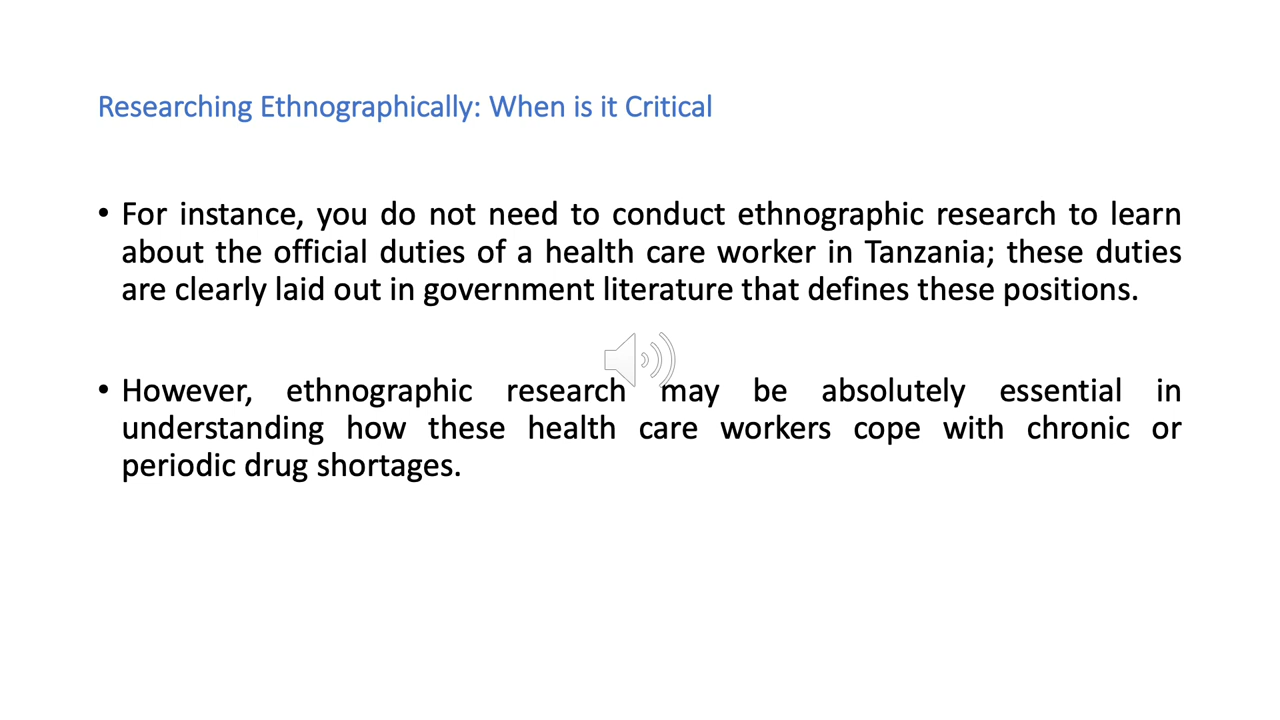 Researching Ethnographically: When is it Critical
• For instance, you do not need to conduct ethnographic research to learn
about the official duties of a health care worker in Tanzania; these duties
are clearly laid out in government literature that defines these positions.
• However, ethnographic research may be absolutely essential in
understanding how these health care workers cope with chronic or
periodic drug shortages.